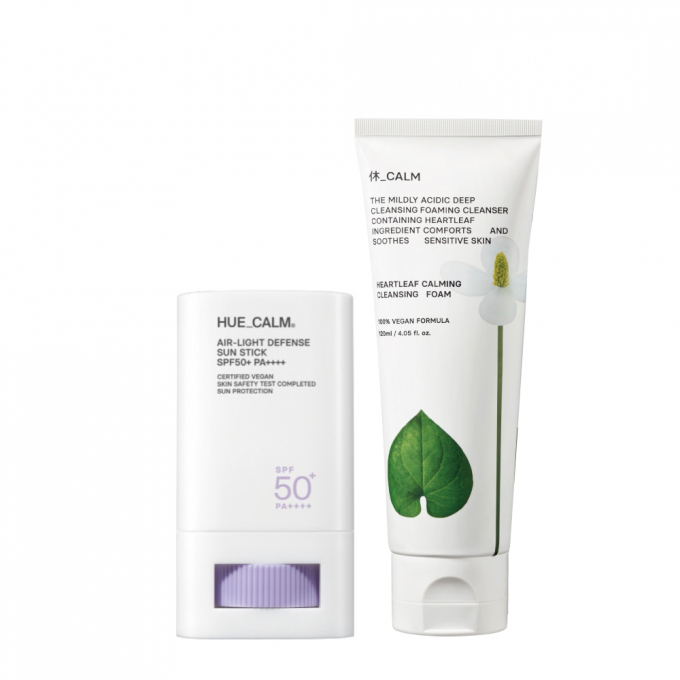 HUE_CALM®
AIR-LIGHT DEFENSE
SUN STICK
SPF50+ PA++++
CERTIFIED VEGAN
SKIN SAFETY TEST COMPLETED
SUN PROTECTION
SPF
50+
PA++++
休_CALM
THE MILDLY ACIDIC DEEP
CLEANSING FOAMING CLEANSER
CONTAINING HEARTLEAF
INGREDIENT COMFORTS AND
SOOTHES SENSITIVE SKIN
HEARTLEAF CALMING
CLEANSING FOAM
100% VEGAN FORMULA
120ml / 4.05 fl. oz.